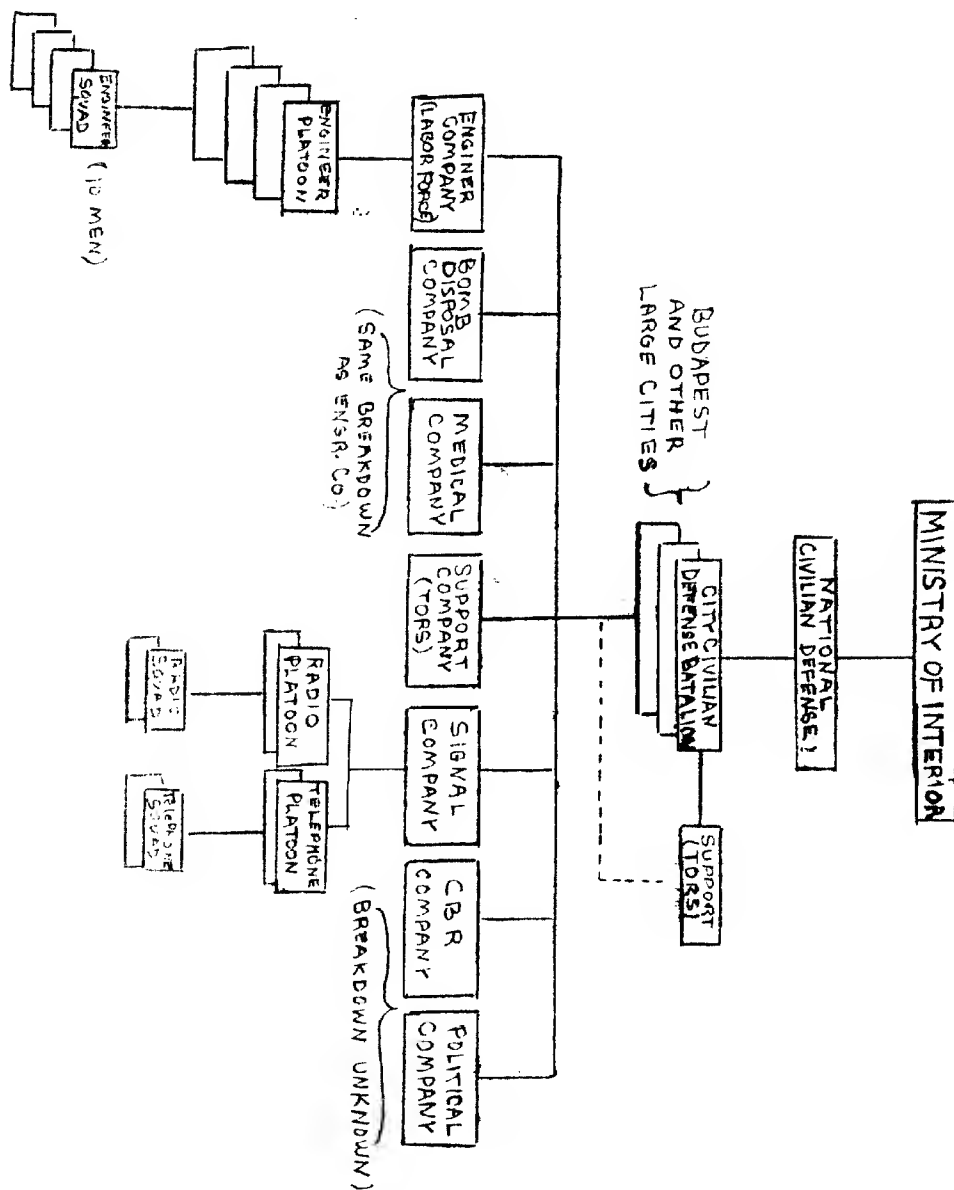 MINISTRY OF INTERIOR
NATIONAL
CIVILIAN DEFENSE!
BUDAPEST
AND OTHER
LARGE CITIES
CITY CIVILIAN
DEFENSE BATALION
SUPPORT
(TORS)
ENGINER
COMPANY
(LABOR FORCE)
BOMB
DISPOSAL
COMPANY
MEDICAL
COMPANY
SUPPORT
COMPANY
(TORS)
SIGNAL
COMPANY
CBR
COMPANY
POLITICAL
COMPANY
(SAME BREAKDOWN
AS ENGR. CO)
(BREAKDOWN UNKNOWN)
ENGINEER
PLATOON
RADIO
PLATOON
TELEPHONE
PLATOON
ENGINEER
SQUAD
(10 MEN)
RADIO
SQUAD
TELEPHONE
SQUAD